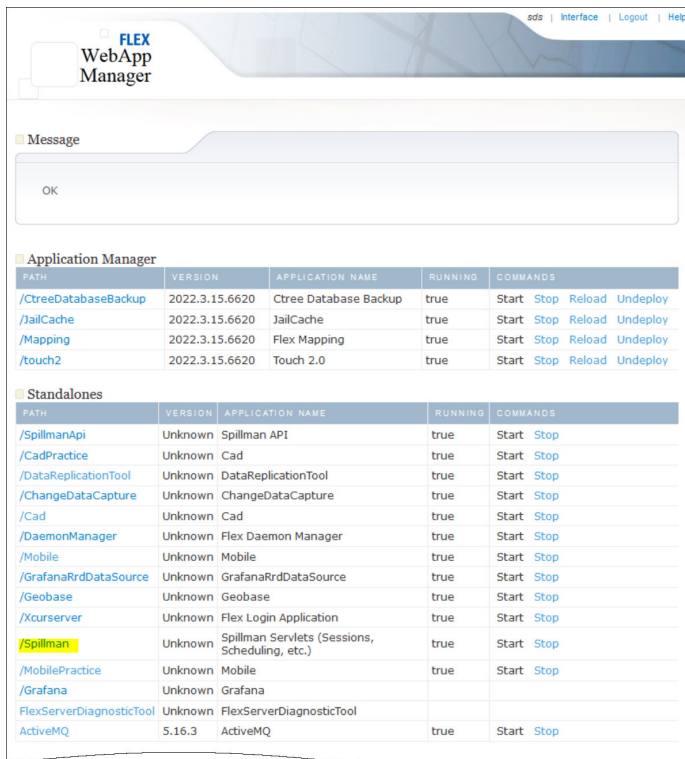 sds | Interface | Logout | Help
FLEX
WebApp
Manager
Message
OK
Application Manager
PATH VERSION APPLICATION NAME RUNNING COMMANDS
/CtreeDatabaseBackup 2022.3.15.6620 Ctree Database Backup true Start Stop Reload Undeploy
/JailCache 2022.3.15.6620 JailCache true Start Stop Reload Undeploy
/Mapping 2022.3.15.6620 Flex Mapping true Start Stop Reload Undeploy
/touch2 2022.3.15.6620 Touch 2.0 true Start Stop Reload Undeploy
Standalones
PATH VERSION APPLICATION NAME RUNNING COMMANDS
/SpillmanApi Unknown Spillman API true Start Stop
/CadPractice Unknown Cad true Start Stop
/DataReplicationTool Unknown DataReplicationTool true Start Stop
/ChangeDataCapture Unknown ChangeDataCapture true Start Stop
/Cad Unknown Cad true Start Stop
/DaemonManager Unknown Flex Daemon Manager true Start Stop
/Mobile Unknown Mobile true Start Stop
/GrafanaRrdDataSource Unknown GrafanaRrdDataSource true Start Stop
/Geobase Unknown Geobase true Start Stop
/Xcurserver Unknown Flex Login Application true Start Stop
/Spillman Unknown Spillman Servlets (Sessions, Scheduling, etc.) true Start Stop
/MobilePractice Unknown Mobile true Start Stop
/Grafana Unknown Grafana
FlexServerDiagnosticTool Unknown FlexServerDiagnosticTool
ActiveMQ 5.16.3 ActiveMQ true Start Stop